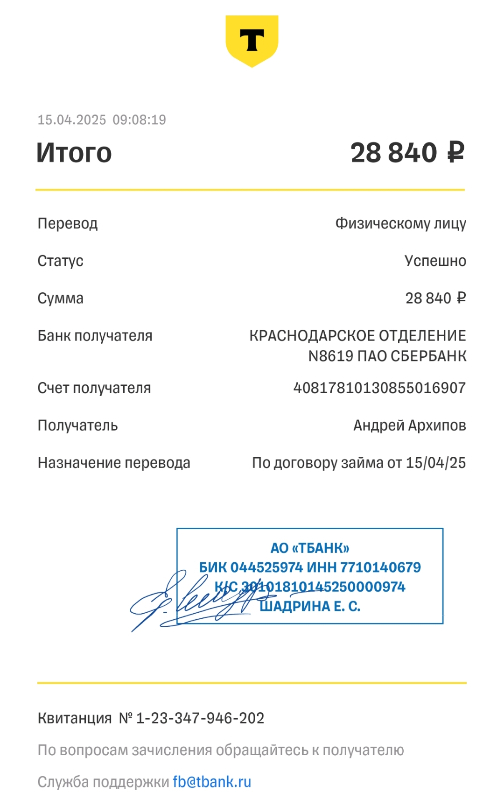 Т
15.04.2025 09:08:19
Итого 28 840 ₽
Перевод Физическому лицу
Статус Успешно
Сумма 28 840 ₽
Банк получателя КРАСНОДАРСКОЕ ОТДЕЛЕНИЕ
N8619 ПАО СБЕРБАНК
Счет получателя 40817810130855016907
Получатель Андрей Архипов
Назначение перевода По договору займа от 15/04/25
АО «ТБАНК»
БИК 044525974 ИНН 7710140679
К/С 30101810145250000974
ШАДРИНА Е. С.
Квитанция № 1-23-347-946-202
По вопросам зачисления обращайтесь к получателю
Служба поддержки fb@tbank.ru